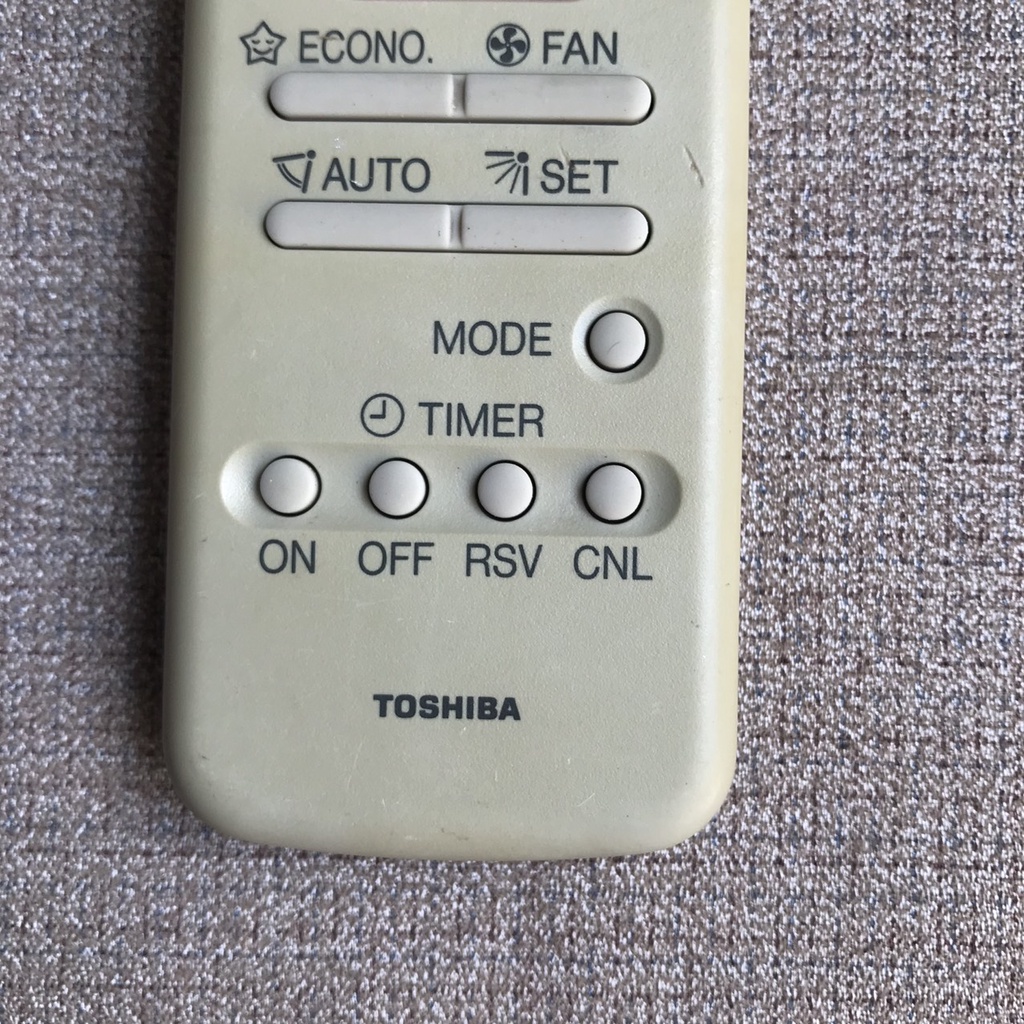 ECONO. FAN
AUTO SET
MODE
TIMER
ON OFF RSV CNL
TOSHIBA